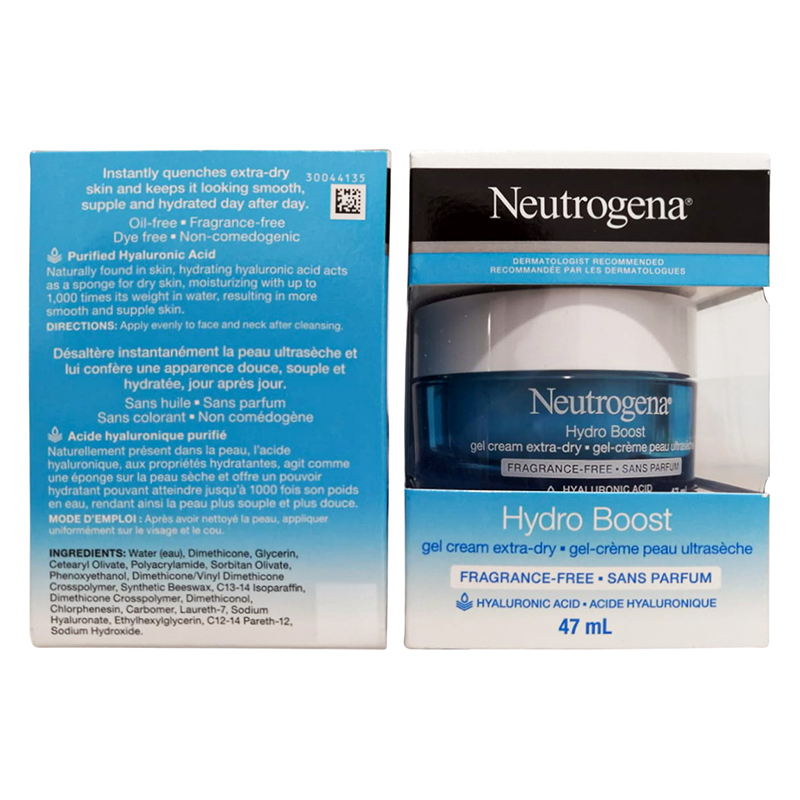 Instantly quenches extra-dry
skin and keeps it looking smooth,
supple and hydrated day after day.
30044135
Oil-free ▪ Fragrance-free
Dye free ▪ Non-comedogenic
Purified Hyaluronic Acid
Naturally found in skin, hydrating hyaluronic acid acts
as a sponge for dry skin, moisturizing with up to
1,000 times its weight in water, resulting in more
smooth and supple skin.
DIRECTIONS: Apply evenly to face and neck after cleansing.
Désaltère instantanément la peau ultrasèche et
lui confère une apparence douce, souple et
hydratée, jour après jour.
Sans huile ▪ Sans parfum
Sans colorant ▪ Non comédogène
Acide hyaluronique purifié
Naturellement présent dans la peau, l'acide
hyaluronique, aux propriétés hydratantes, agit comme
une éponge sur la peau sèche et offre un pouvoir
hydratant pouvant atteindre jusqu'à 1000 fois son poids
en eau, rendant ainsi la peau plus souple et plus douce.
MODE D'EMPLOI : Après avoir nettoyé la peau, appliquer
uniformément sur le visage et le cou.
INGREDIENTS: Water (eau), Dimethicone, Glycerin,
Cetearyl Olivate, Polyacrylamide, Sorbitan Olivate,
Phenoxyethanol, Dimethicone/Vinyl Dimethicone
Crosspolymer, Synthetic Beeswax, C13-14 Isoparaffin,
Dimethicone Crosspolymer, Dimethiconol,
Chlorphenesin, Carbomer, Laureth-7, Sodium
Hyaluronate, Ethylhexylglycerin, C12-14 Pareth-12,
Sodium Hydroxide.
Neutrogena®
DERMATOLOGIST RECOMMENDED
RECOMMANDÉE PAR LES DERMATOLOGUES
Neutrogena®
Hydro Boost
gel cream extra-dry ▪ gel-crème peau ultrasèche
FRAGRANCE-FREE ▪ SANS PARFUM
HYALURONIC ACID 47 mL
Hydro Boost
gel cream extra-dry ▪ gel-crème peau ultrasèche
FRAGRANCE-FREE ▪ SANS PARFUM
HYALURONIC ACID ▪ ACIDE HYALURONIQUE
47 mL